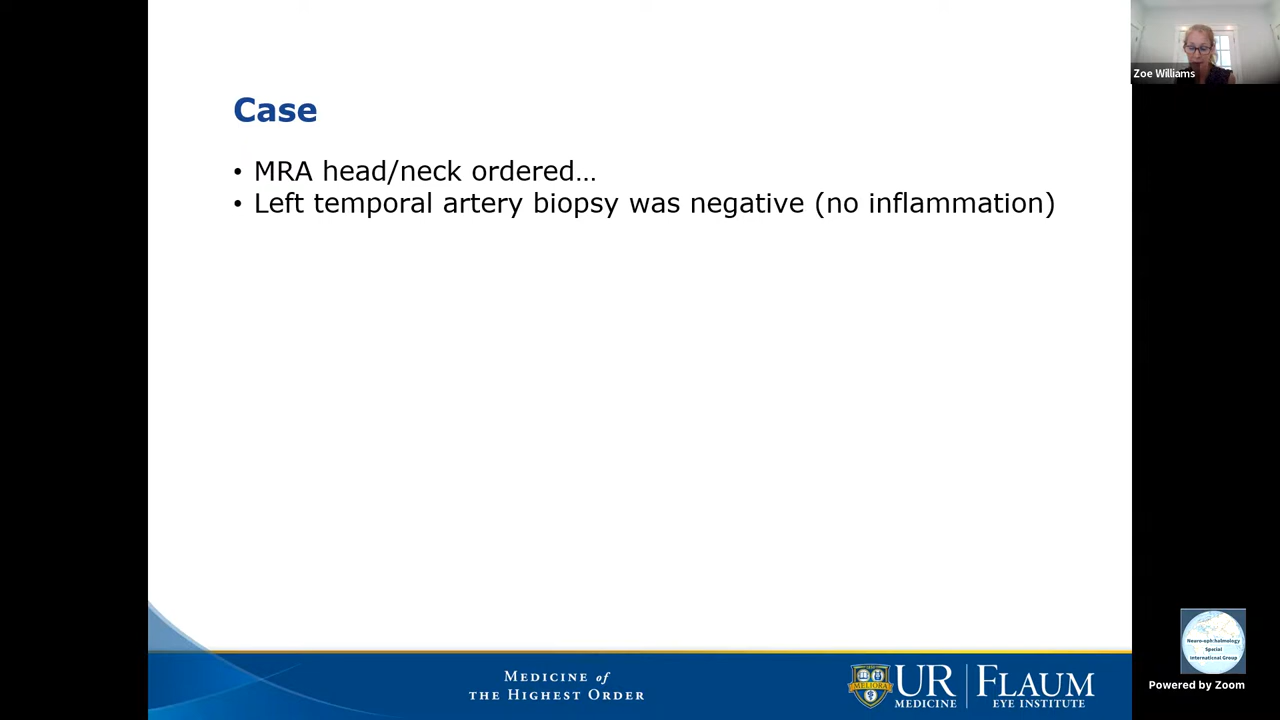 Zoe Williams
Case
• MRA head/neck ordered…
• Left temporal artery biopsy was negative (no inflammation)
MEDICINE of
THE HIGHEST ORDER
MELIORA
UR
MEDICINE
FLAUM
EYE INSTITUTE
Neuro-ophthalmology
Special
International Group
Powered by Zoom